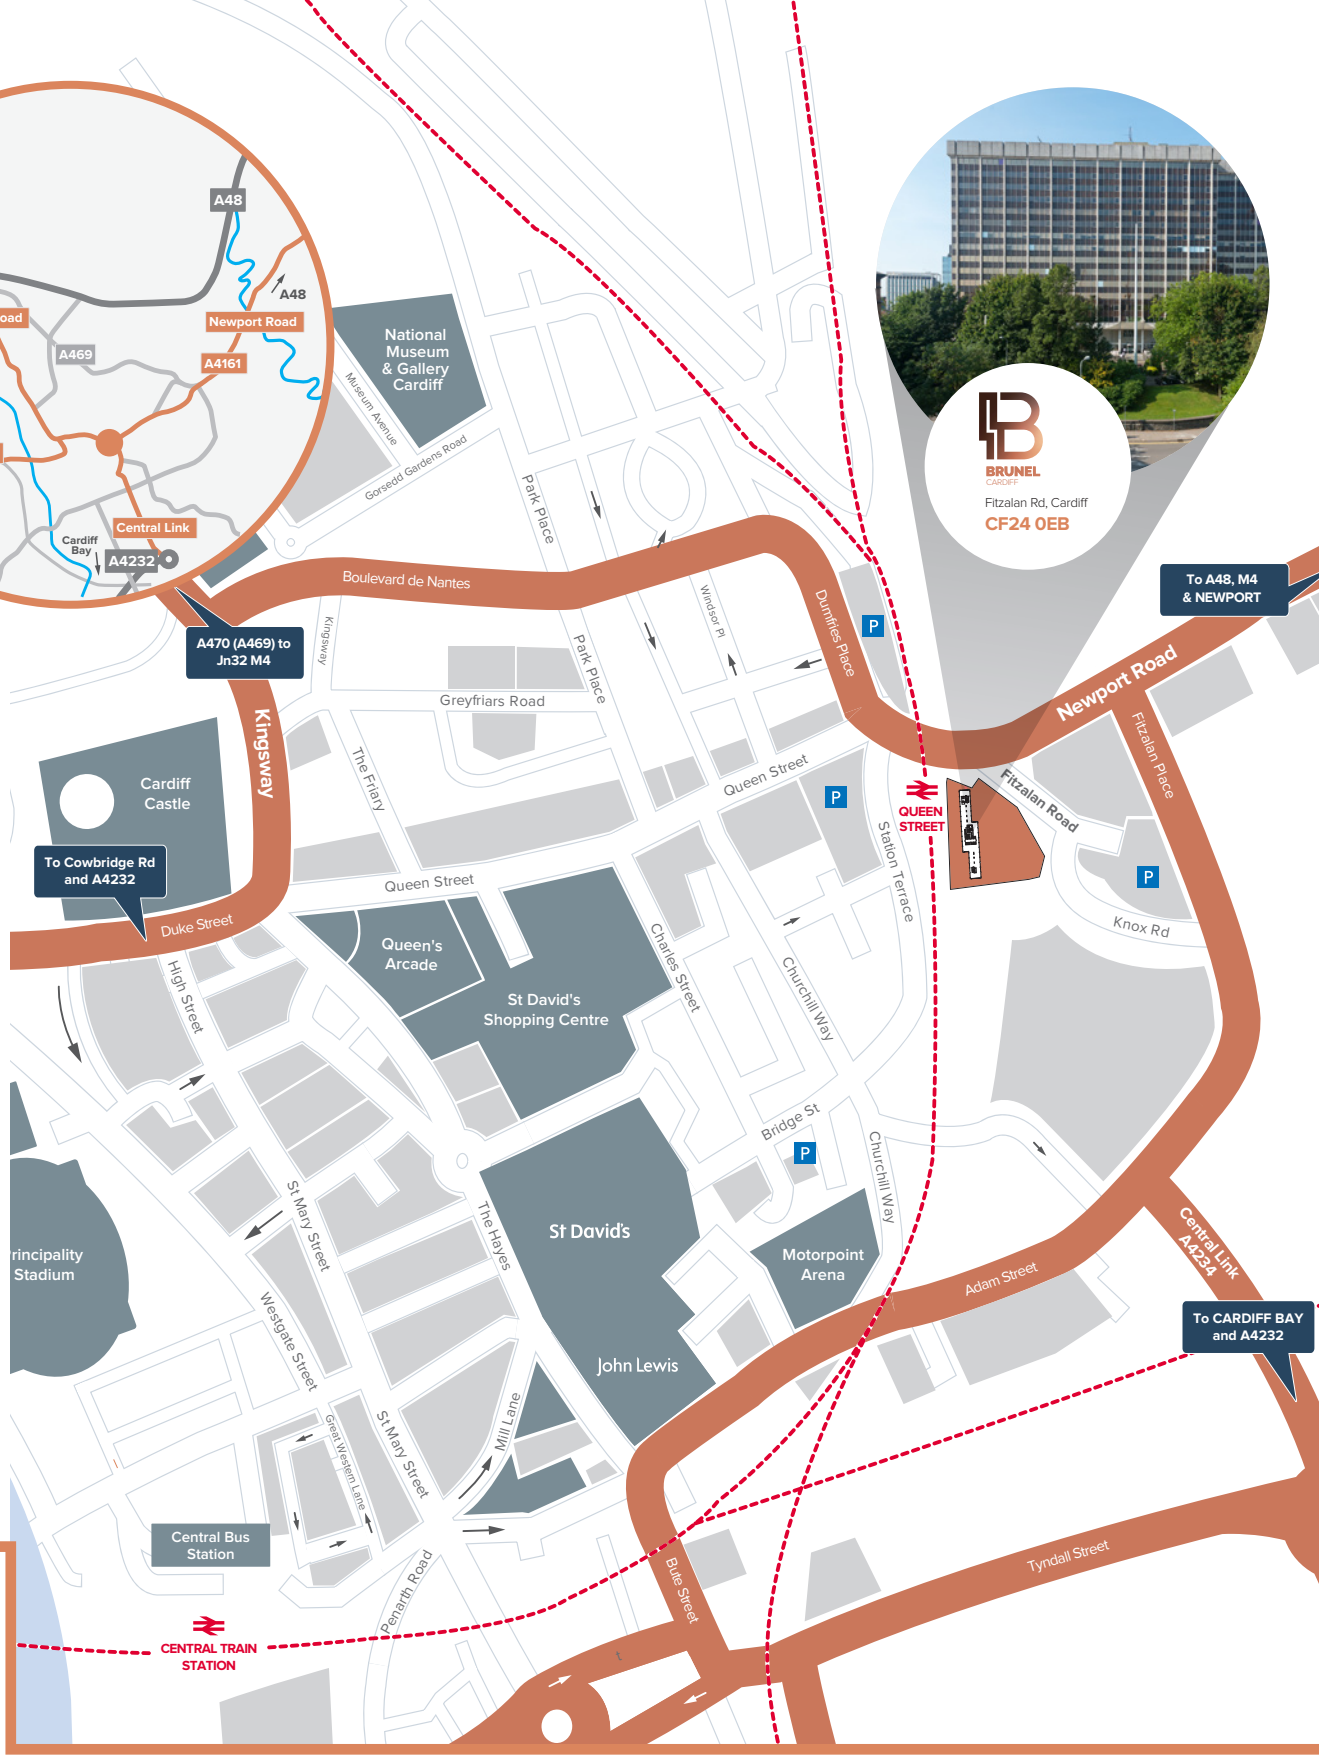 A48
A48
Newport Road
oad
A469
A4161
Central Link
Cardiff
Bay
A4232
National
Museum
& Gallery
Cardiff
Museum Avenue
Gorsedd Gardens Road
Park Place
BRUNEL
CARDIFF
Fitzalan Rd, Cardiff
CF24 0EB
Boulevard de Nantes
Windsor Pl
Dumfries Place
P
To A48, M4
& NEWPORT
A470 (A469) to
Jn32 M4
Kingsway
Park Place
Greyfriars Road
Newport Road
Fitzalan Place
Kingsway
The Friary
Queen Street
P
QUEEN
STREET
Fitzalan Road
Cardiff
Castle
To Cowbridge Rd
and A4232
Station Terrace
P
Queen Street
Duke Street
Knox Rd
Queen's
Arcade
Charles Street
High Street
St David's
Shopping Centre
Churchill Way
Bridge St
P
Churchill Way
St Mary Street
The Hayes
St David's
Central Link
A4234
rincipality
Stadium
Motorpoint
Arena
Adam Street
To CARDIFF BAY
and A4232
Westgate Street
John Lewis
Great Western Lane
St Mary Street
Mill Lane
Central Bus
Station
Penarth Road
Bute Street
Tyndall Street
CENTRAL TRAIN
STATION